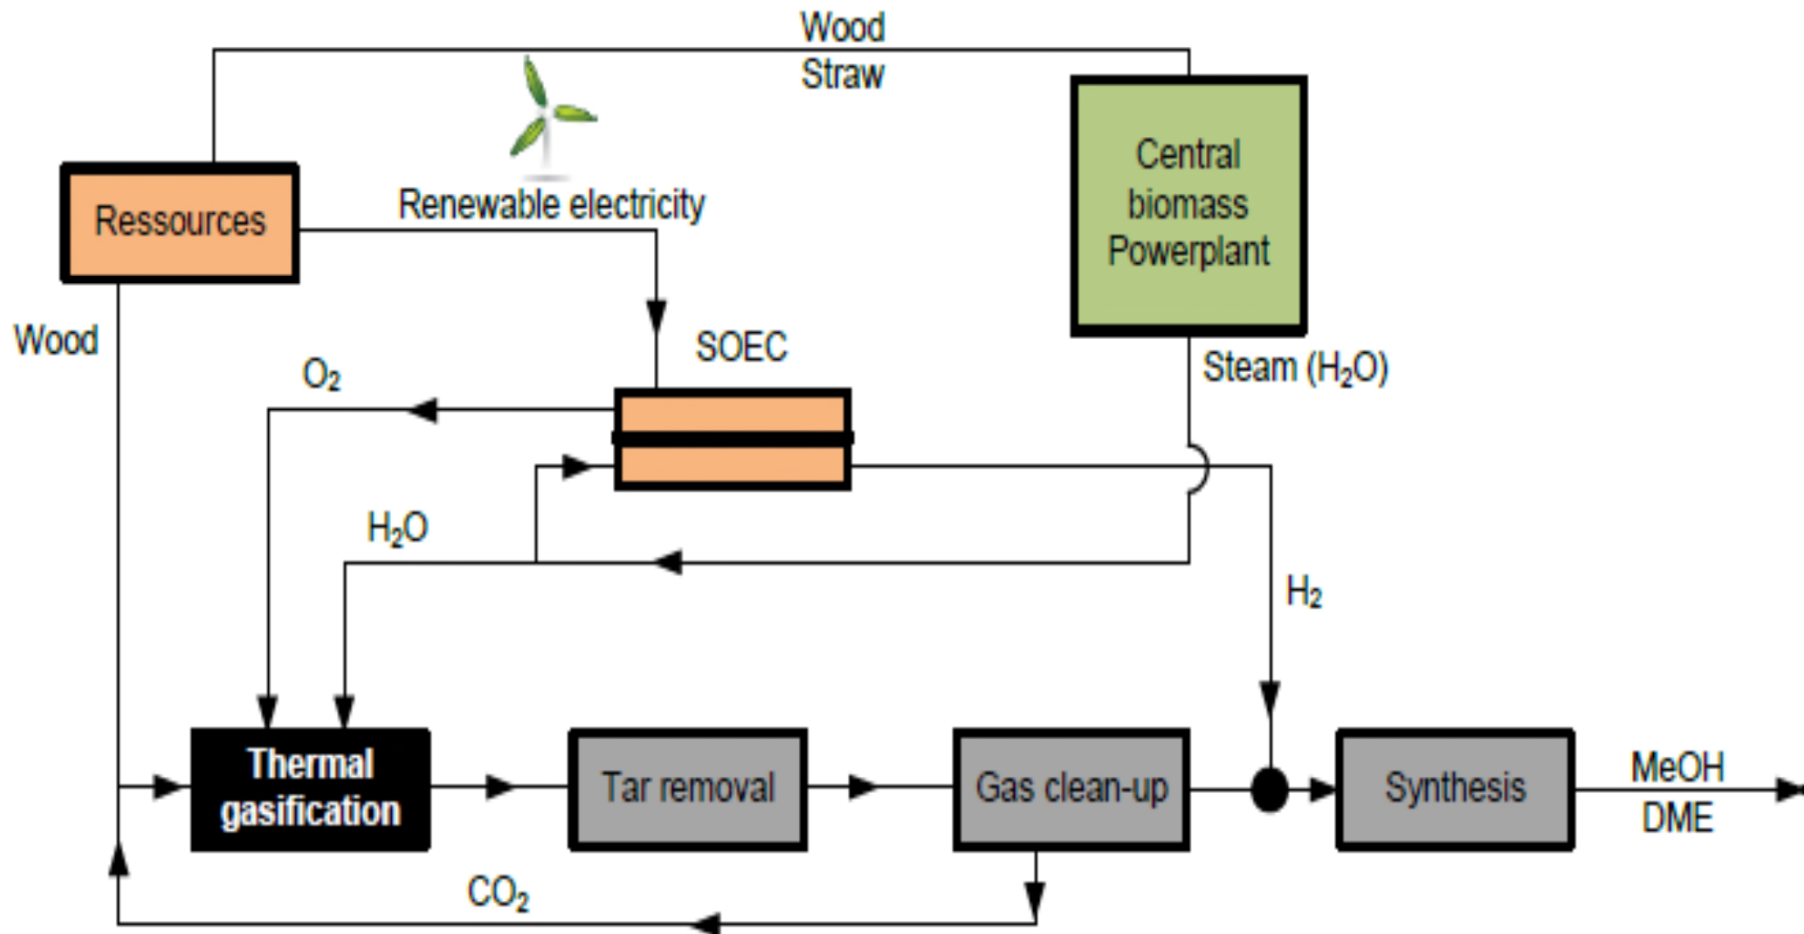 Wood
Straw
Central
biomass
Powerplant
Ressources
Renewable electricity
Wood
SOEC
Steam (H₂O)
O₂
H₂O
H₂
Thermal
gasification
Tar removal
Gas clean-up
Synthesis
MeOH
DME
CO₂